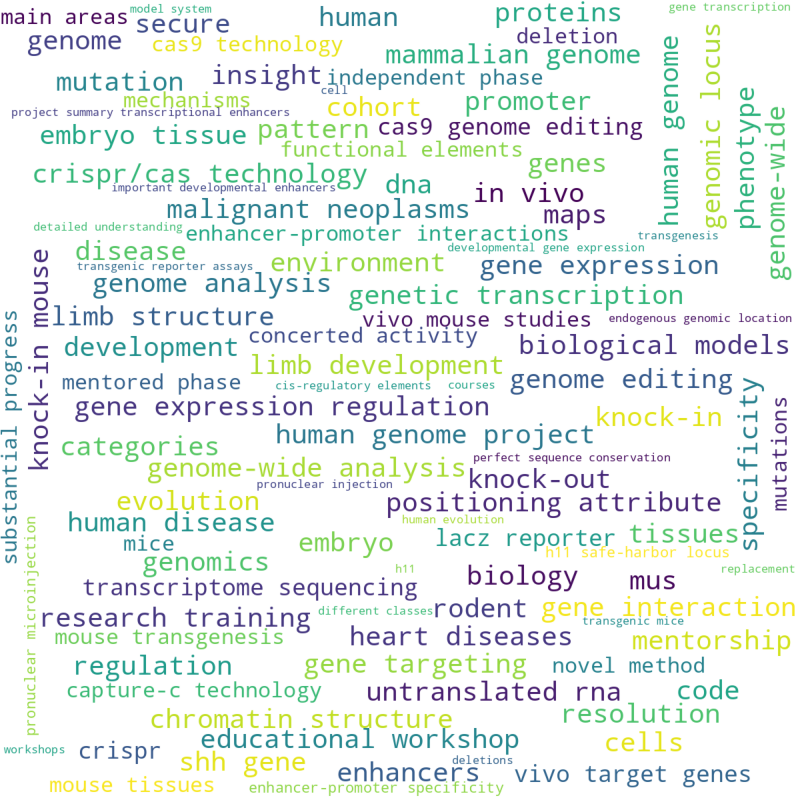 main areas
model system
secure
human
proteins
gene transcription
genome
cas9 technology
deletion
mammalian genome
mutation
insight
independent phase
cell
mechanisms
cohort
promoter
project summary transcriptional enhancers
embryo tissue
pattern
cas9 genome editing
functional elements
genes
human genome
genomic locus
phenotype
genome-wide
crispr/cas technology
important developmental enhancers
dna
in vivo
malignant neoplasms
maps
detailed understanding
enhancer-promoter interactions
transgenesis
disease
developmental gene expression
transgenic reporter assays
environment
gene expression
genome analysis
genetic transcription
knock-in mouse
limb structure
vivo mouse studies
endogenous genomic location
concerted activity
development
biological models
limb development
substantial progress
mentored phase
cis-regulatory elements
courses
genome editing
gene expression regulation
knock-in
specificity
mutations
human genome project
categories
perfect sequence conservation
genome-wide analysis
knock-out
pronuclear injection
evolution
positioning attribute
human disease
human evolution
lacz reporter
tissues
mice
embryo
h11 safe-harbor locus
genomics
h11
biology
mus
replacement
transcriptome sequencing
pronuclear microinjection
research training
different classes
rodent
gene interaction
transgenic mice
mouse transgenesis
heart diseases
mentorship
regulation
gene targeting
novel method
capture-c technology
untranslated rna
code
chromatin structure
resolution
educational workshop
cells
workshops
crispr
shh gene
deletions
enhancers
vivo target genes
mouse tissues
enhancer-promoter specificity